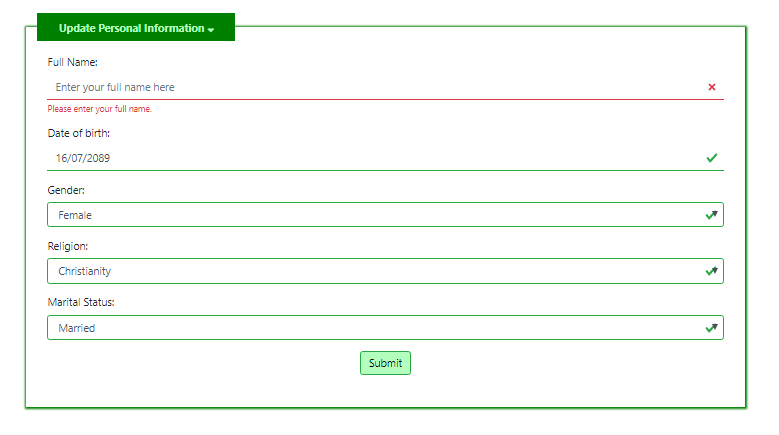 Update Personal Information
Full Name:
Enter your full name here
Please enter your full name.
Date of birth:
16/07/2089
Gender:
Female
Religion:
Christianity
Marital Status:
Married
Submit